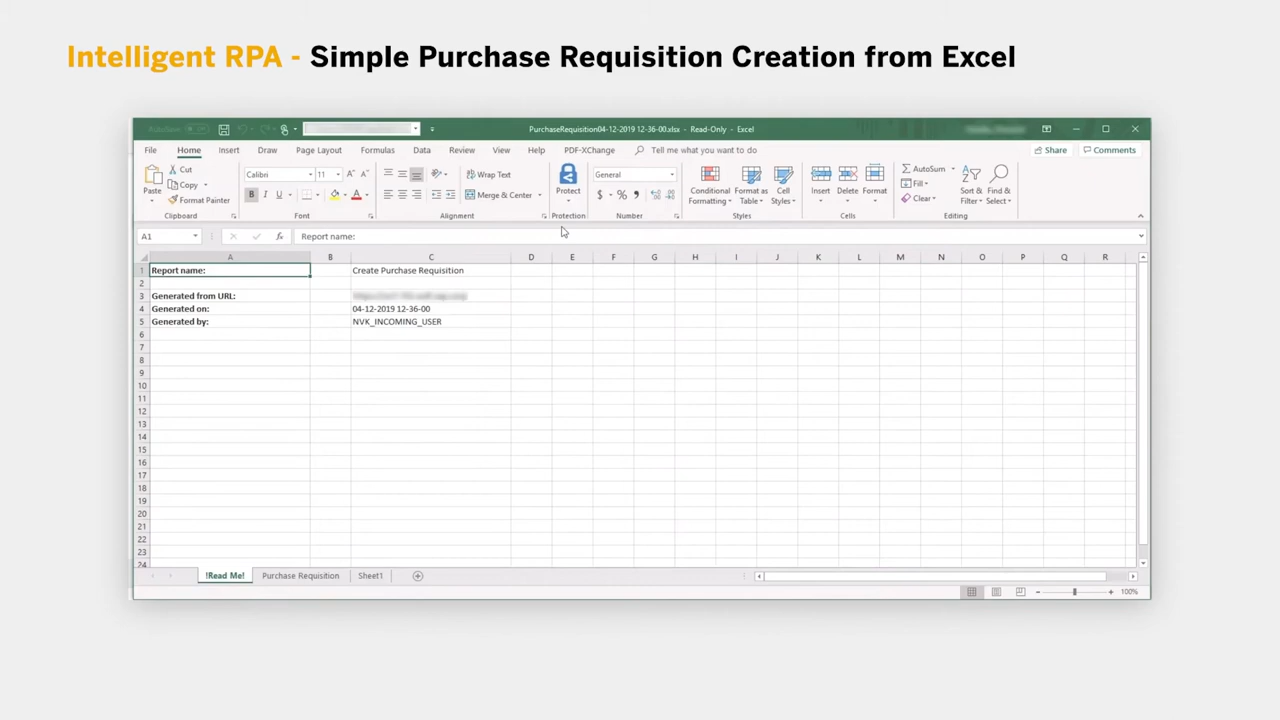 Intelligent RPA - Simple Purchase Requisition Creation from Excel
PurchaseRequisition04-12-2019 12-36-00.xlsx - Read-Only - Excel
File Home Insert Draw Page Layout Formulas Data Review View Help PDF-XChange Tell me what you want to do Share Comments
Paste Cut Copy Format Painter
Calibri 11
B I U
Wrap Text
Merge & Center
Protect
General
$ % ,
Conditional Formatting Format as Table Cell Styles
Insert Delete Format
AutoSum Fill Clear
Sort & Filter Find & Select
Clipboard Font Alignment Protection Number Styles Cells Editing
A1 fx Report name:
A B C D E F G H I J K L M N O P Q R
1 Report name: Create Purchase Requisition
2
3 Generated from URL:
4 Generated on: 04-12-2019 12-36-00
5 Generated by: NVK_INCOMING_USER
6
7
8
9
10
11
12
13
14
15
16
17
18
19
20
21
22
23
24
!Read Me! Purchase Requisition Sheet1
100%